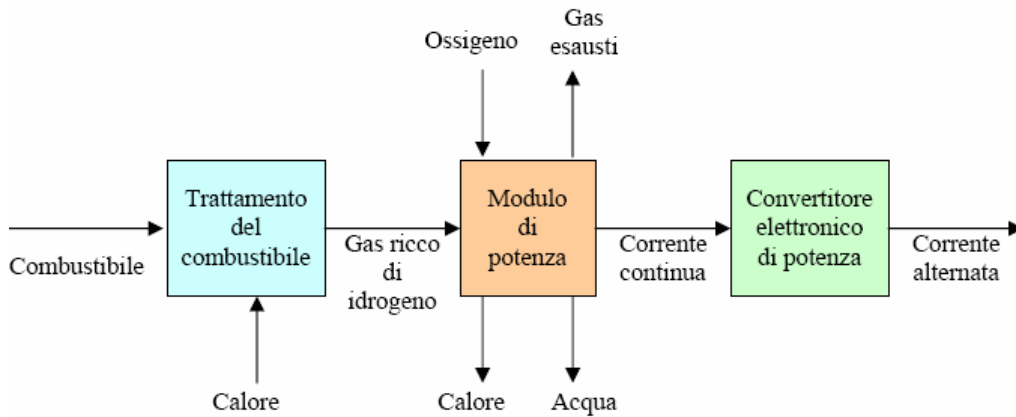 Ossigeno
Gas
esausti
Trattamento
del
combustibile
Modulo
di
potenza
Convertitore
elettronico
di potenza
Combustibile
Gas ricco
di
idrogeno
Corrente
continua
Corrente
alternata
Calore
Calore
Acqua